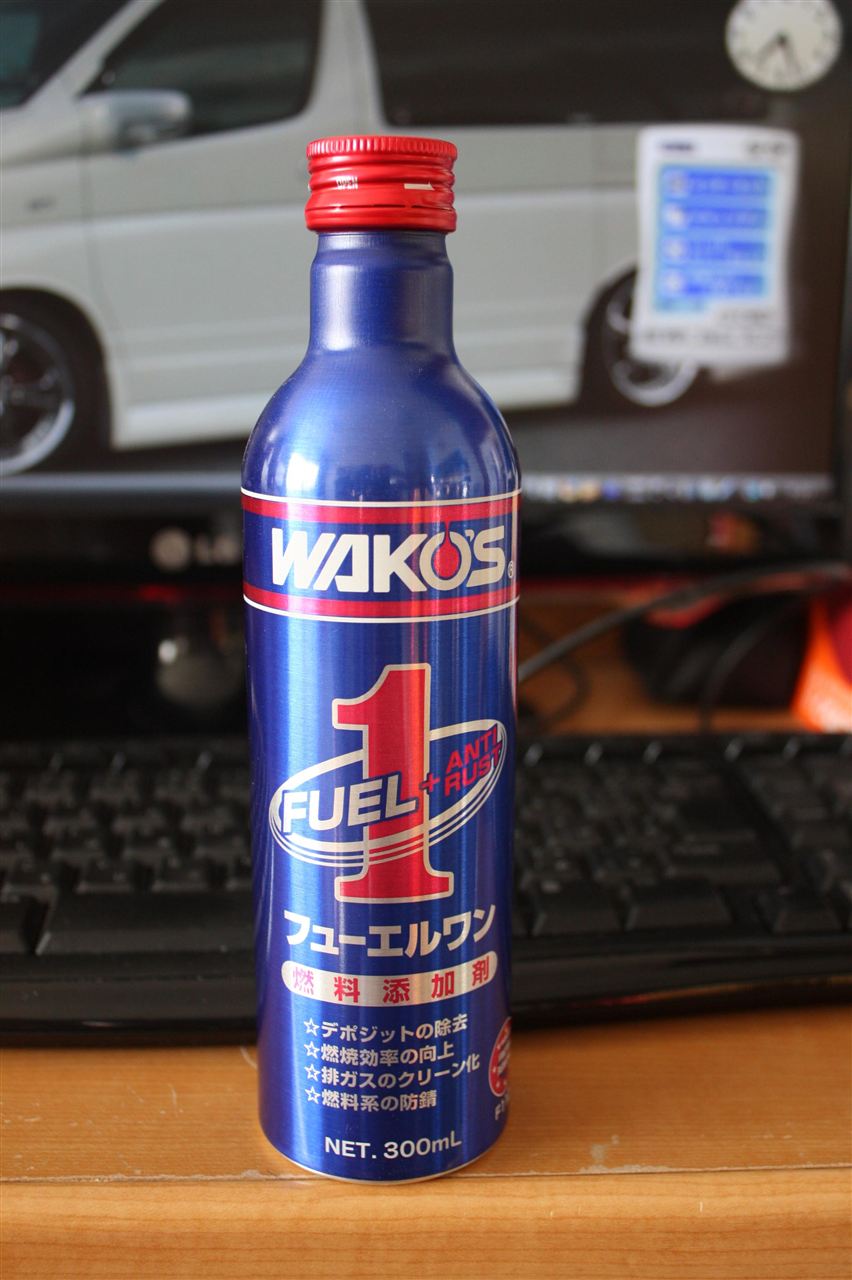 OPEN
WAKO'S®
1
FUEL + ANTI RUST
フューエルワン
燃料添加剤
☆デポジットの除去
☆燃焼効率の向上
☆排ガスのクリーン化
☆燃料系の防錆
NET. 300mL
LG